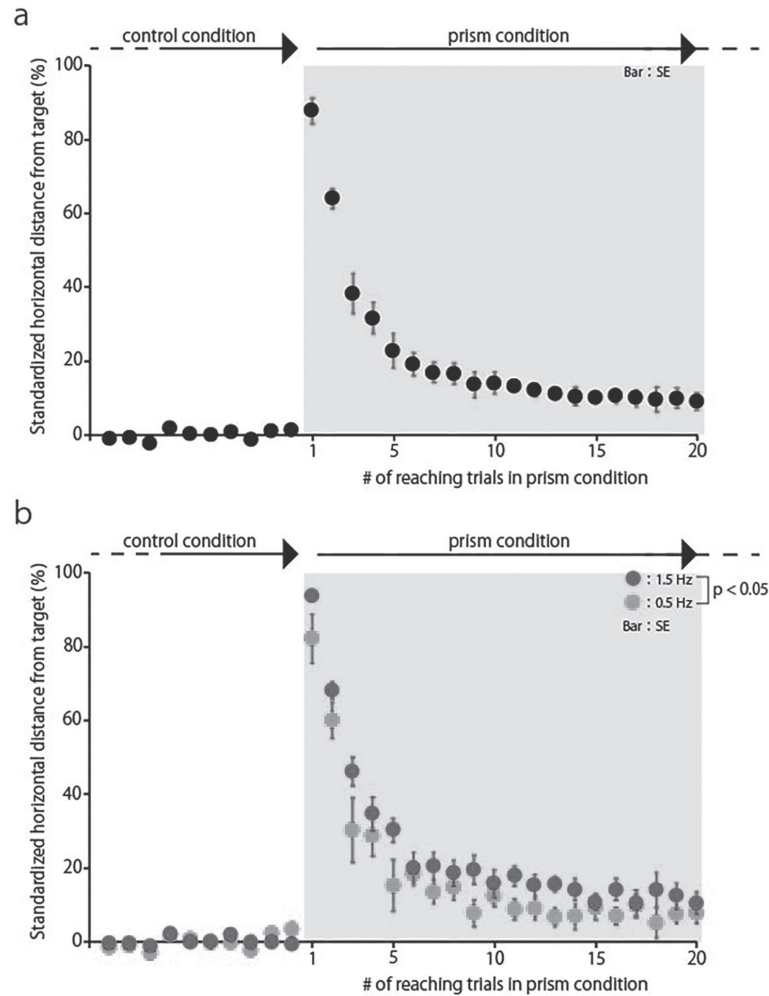 a
control condition
prism condition
Bar : SE
Standardized horizontal distance from target (%)
100
80
60
40
20
0
1
5
10
15
20
# of reaching trials in prism condition
b
control condition
prism condition
: 1.5 Hz
: 0.5 Hz
p < 0.05
Bar : SE
Standardized horizontal distance from target (%)
100
80
60
40
20
0
1
5
10
15
20
# of reaching trials in prism condition